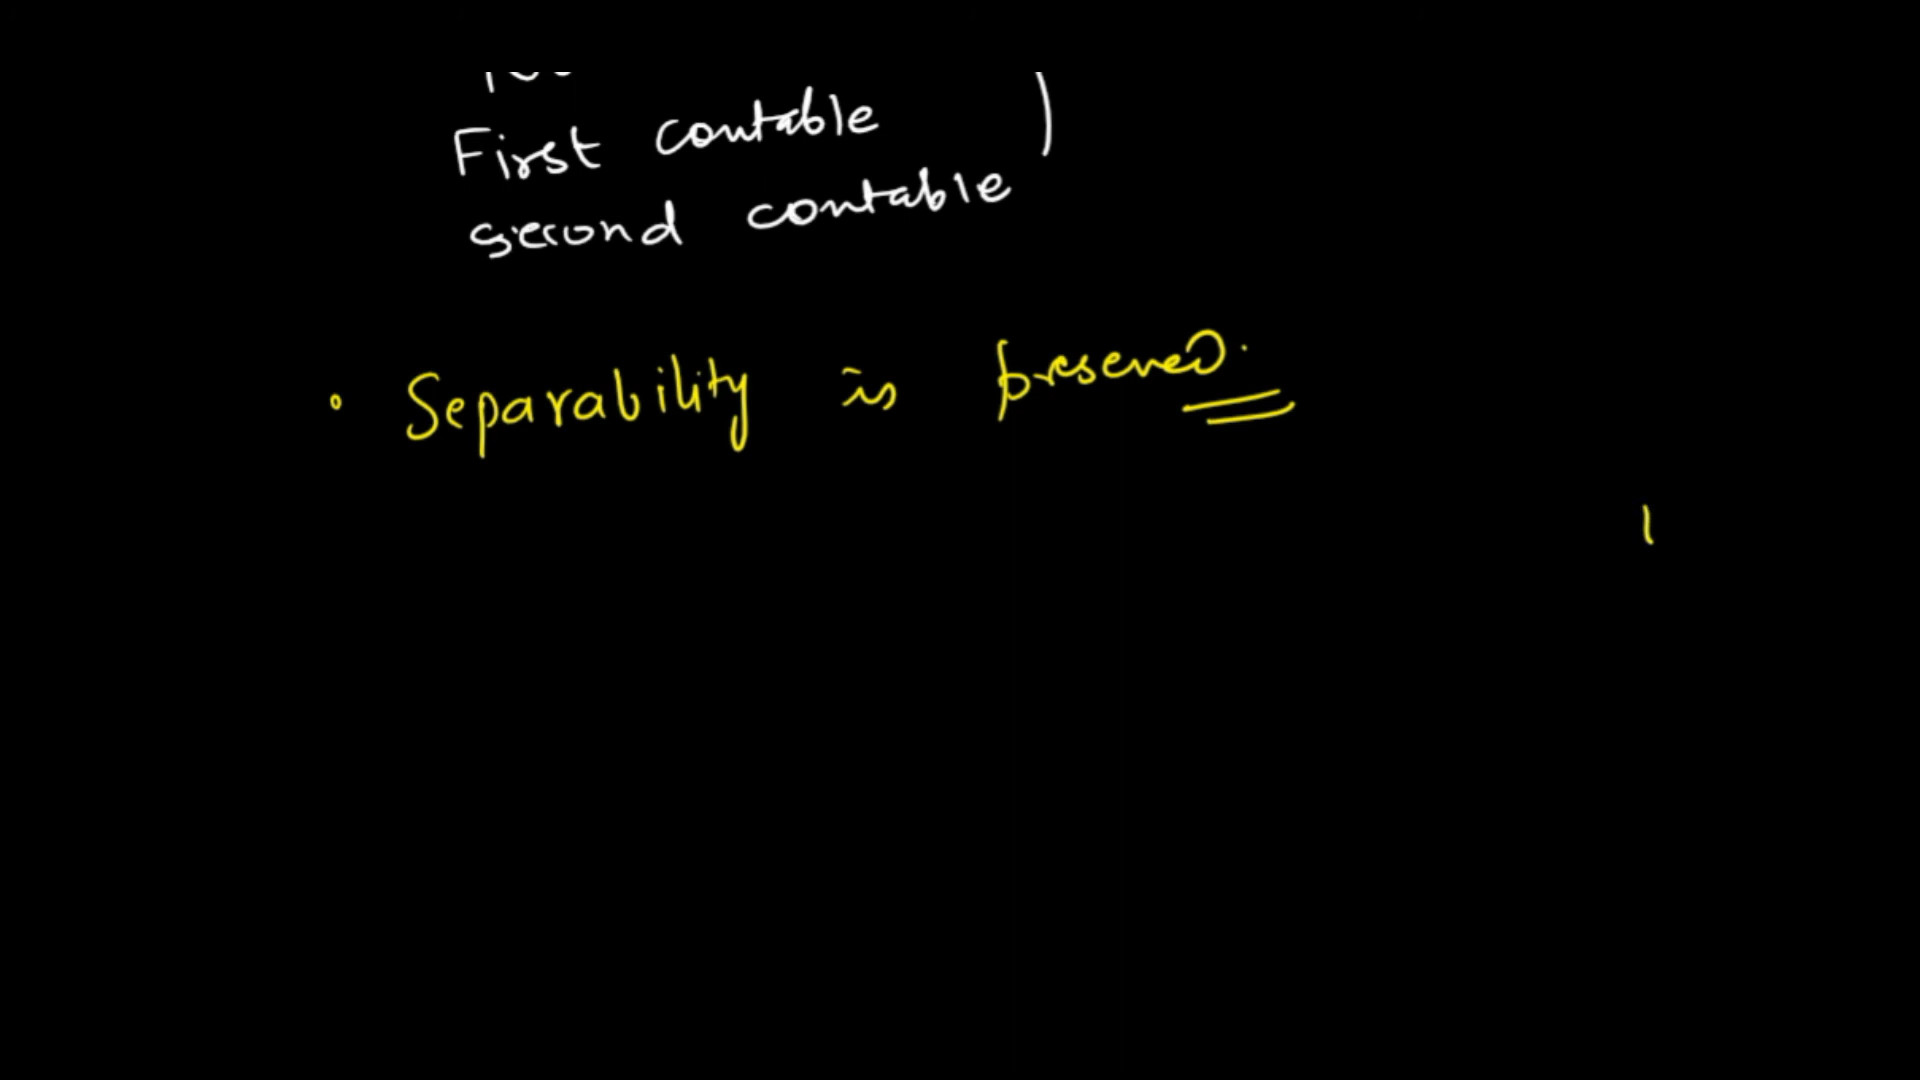 First contable )
second contable
• Separability is preserved.